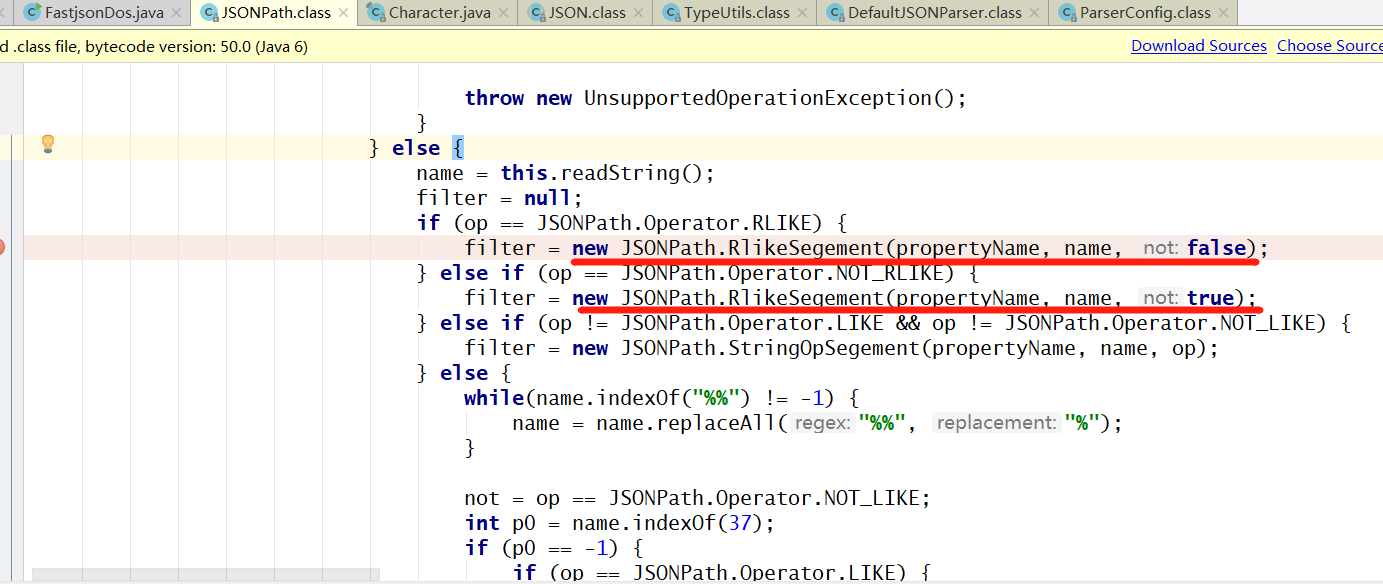 FastjsonDos.java JSONPath.class Character.java JSON.class TypeUtils.class DefaultJSONParser.class ParserConfig.class
d .class file, bytecode version: 50.0 (Java 6) Download Sources Choose Source
throw new UnsupportedOperationException();
}
} else {
name = this.readString();
filter = null;
if (op == JSONPath.Operator.RLIKE) {
filter = new JSONPath.RlikeSegement(propertyName, name, not: false);
} else if (op == JSONPath.Operator.NOT_RLIKE) {
filter = new JSONPath.RlikeSegement(propertyName, name, not: true);
} else if (op != JSONPath.Operator.LIKE && op != JSONPath.Operator.NOT_LIKE) {
filter = new JSONPath.StringOpSegement(propertyName, name, op);
} else {
while(name.indexOf("%%") != -1) {
name = name.replaceAll( regex: "%%", replacement: "%");
}
not = op == JSONPath.Operator.NOT_LIKE;
int p0 = name.indexOf(37);
if (p0 == -1) {
if (op == JSONPath.Operator.LIKE) {